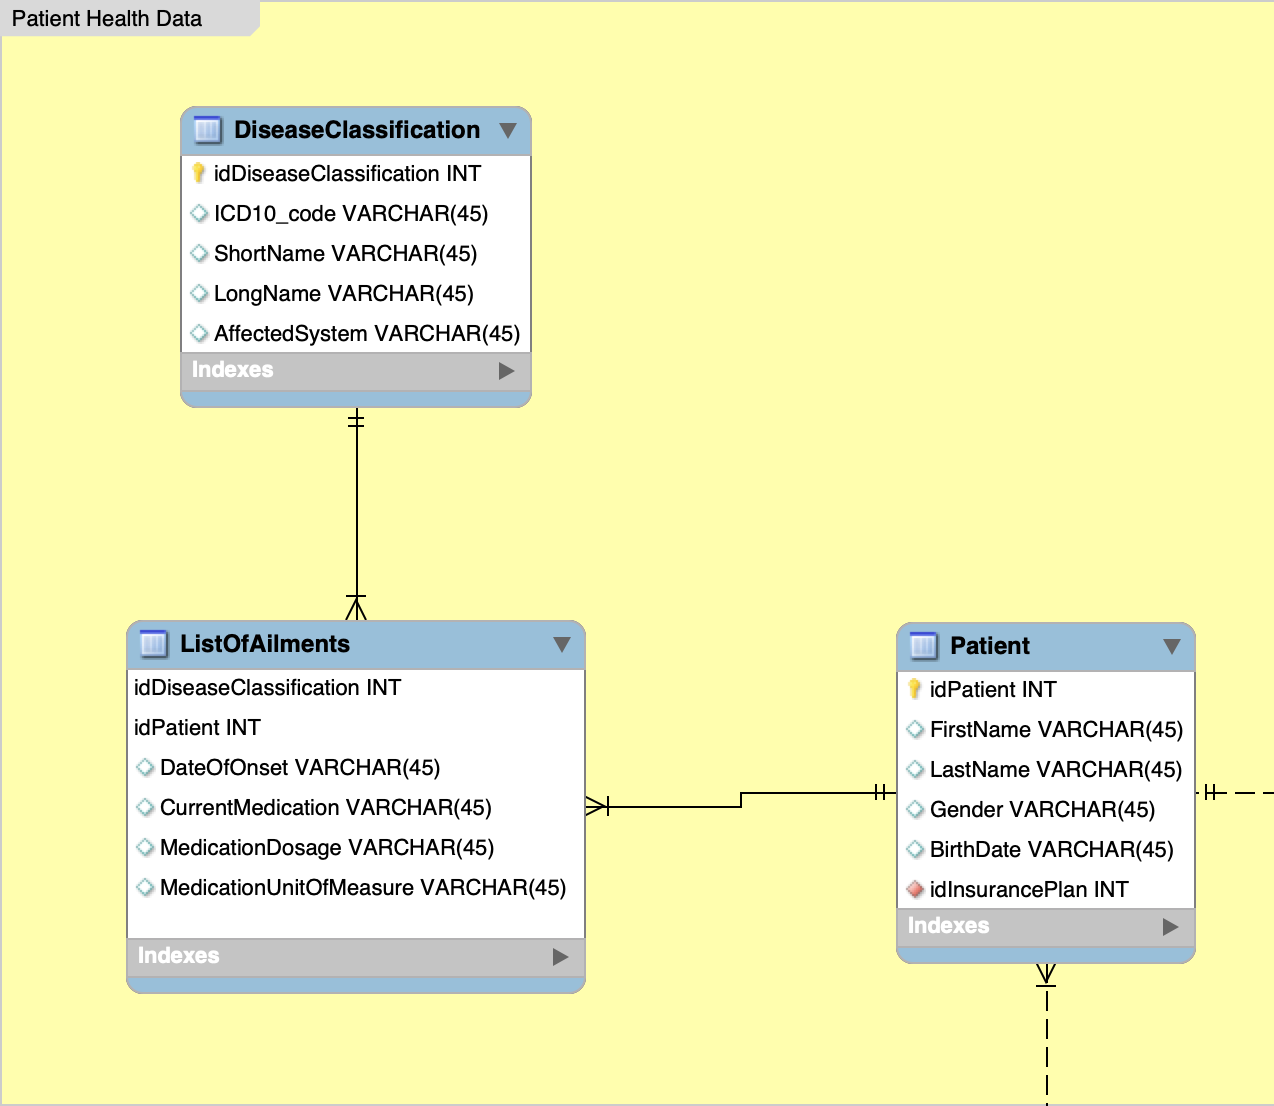 Patient Health Data
DiseaseClassification
idDiseaseClassification INT
ICD10_code VARCHAR(45)
ShortName VARCHAR(45)
LongName VARCHAR(45)
AffectedSystem VARCHAR(45)
Indexes
ListOfAilments
idDiseaseClassification INT
idPatient INT
DateOfOnset VARCHAR(45)
CurrentMedication VARCHAR(45)
MedicationDosage VARCHAR(45)
MedicationUnitOfMeasure VARCHAR(45)
Indexes
Patient
idPatient INT
FirstName VARCHAR(45)
LastName VARCHAR(45)
Gender VARCHAR(45)
BirthDate VARCHAR(45)
idInsurancePlan INT
Indexes